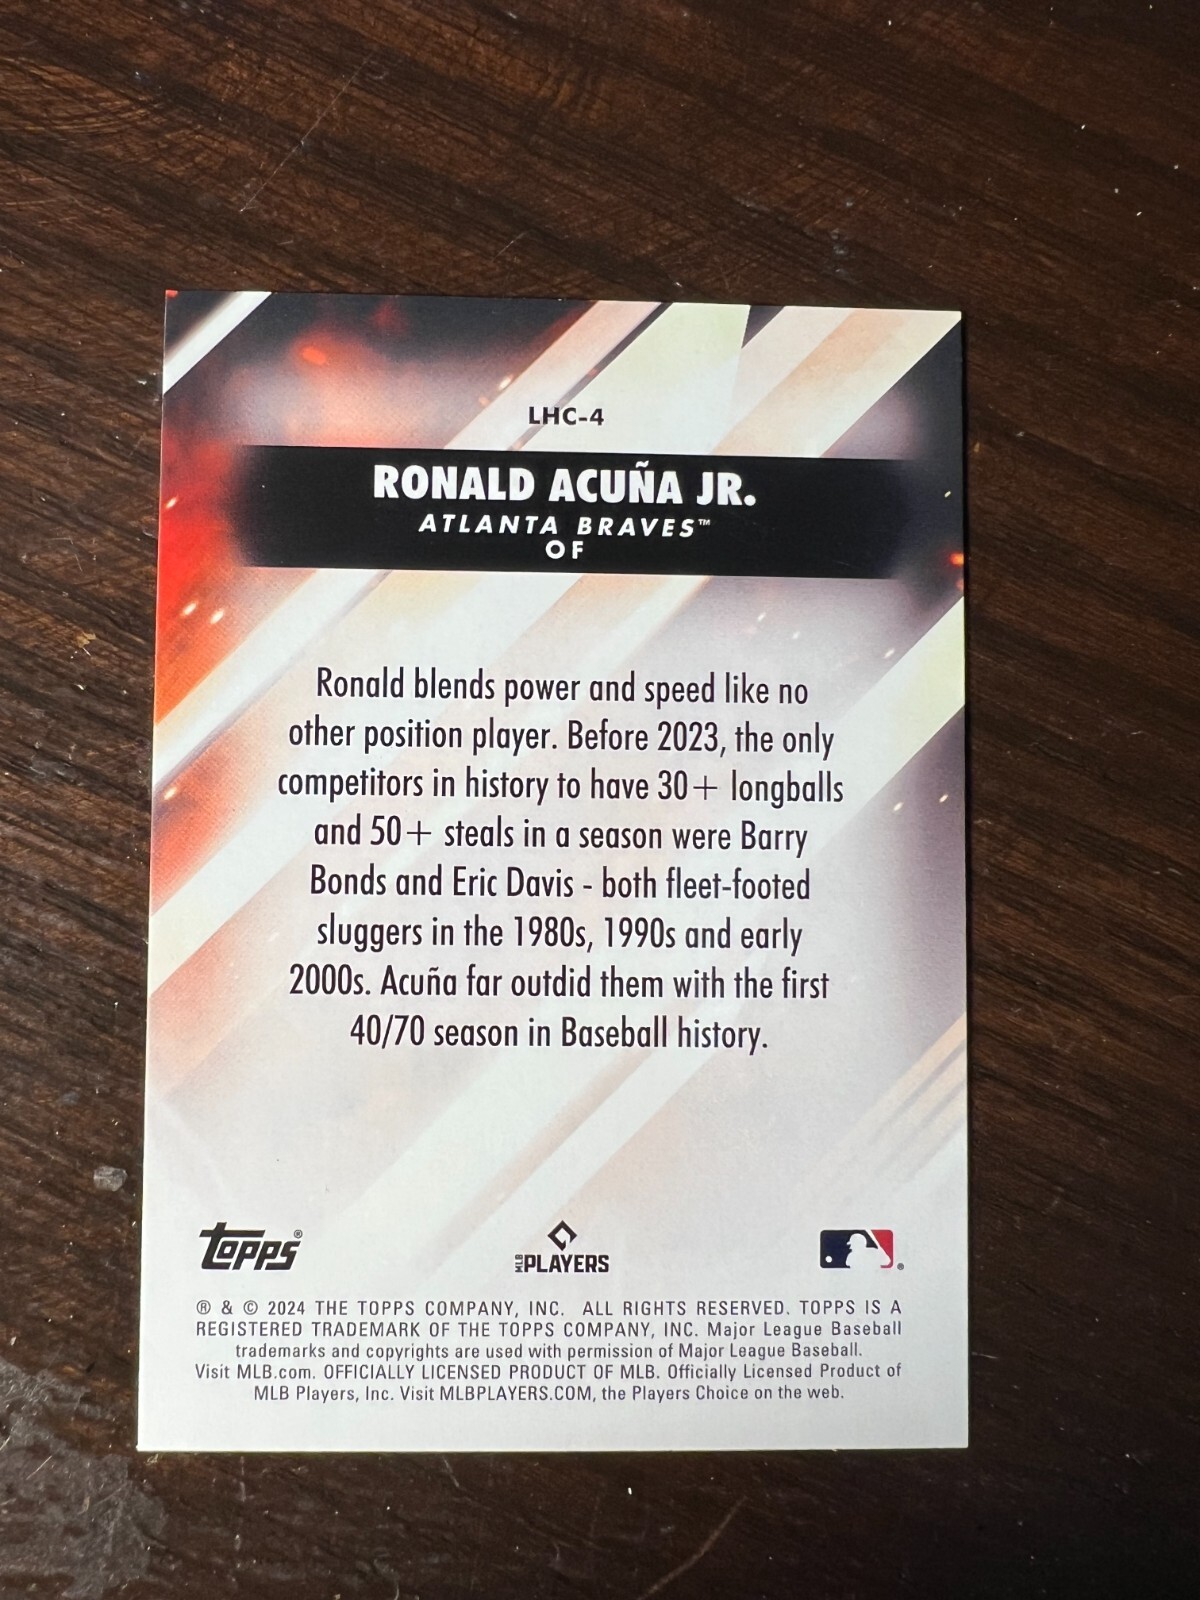 LHC-4
RONALD ACUÑA JR.
ATLANTA BRAVES™
OF
Ronald blends power and speed like no
other position player. Before 2023, the only
competitors in history to have 30+ longballs
and 50+ steals in a season were Barry
Bonds and Eric Davis - both fleet-footed
sluggers in the 1980s, 1990s and early
2000s. Acuña far outdid them with the first
40/70 season in Baseball history.
topps®
MLB PLAYERS
®
® & © 2024 THE TOPPS COMPANY, INC. ALL RIGHTS RESERVED. TOPPS IS A
REGISTERED TRADEMARK OF THE TOPPS COMPANY, INC. Major League Baseball
trademarks and copyrights are used with permission of Major League Baseball.
Visit MLB.com. OFFICIALLY LICENSED PRODUCT OF MLB. Officially Licensed Product of
MLB Players, Inc. Visit MLBPLAYERS.COM, the Players Choice on the web.